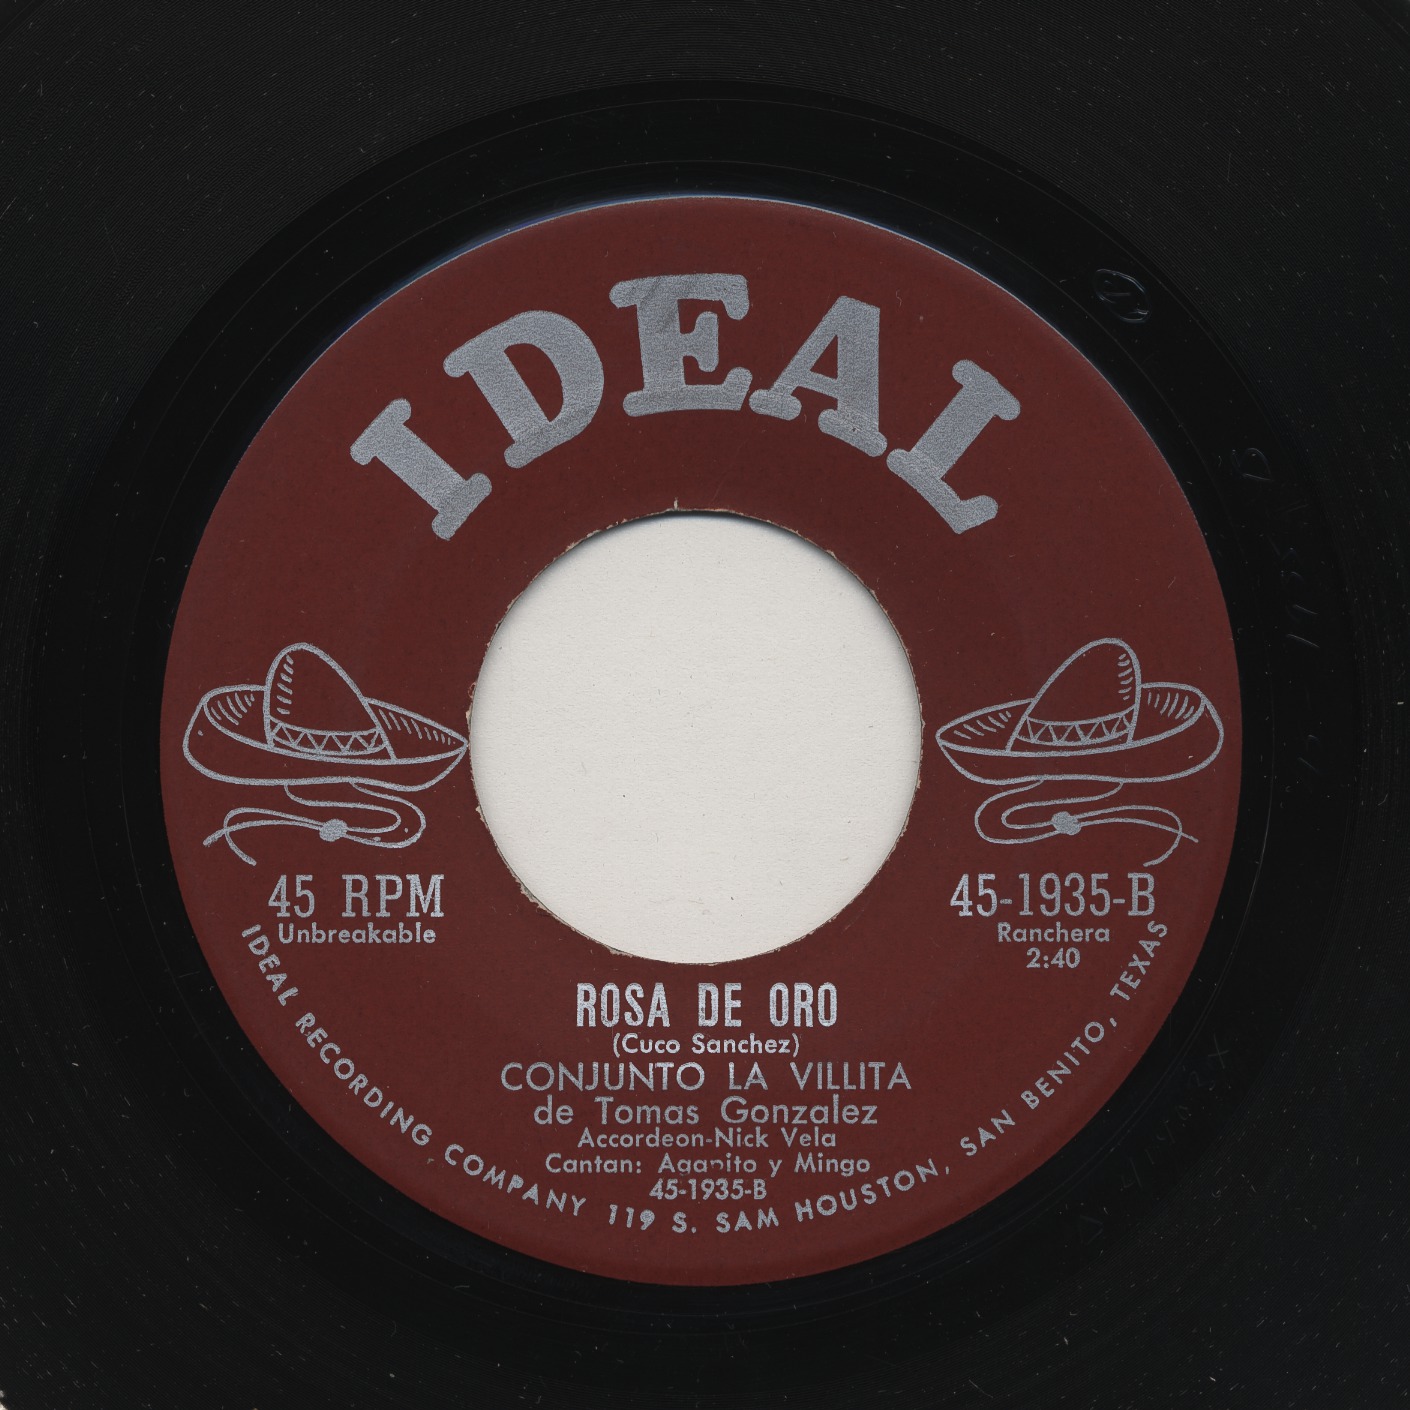 IDEAL
45 RPM
Unbreakable
45-1935-B
Ranchera
2:40
ROSA DE ORO
(Cuco Sanchez)
CONJUNTO LA VILLITA
de Tomas Gonzalez
Accordeon-Nick Vela
Cantan: Agapito y Mingo
45-1935-B
IDEAL RECORDING COMPANY 119 S. SAM HOUSTON, SAN BENITO, TEXAS